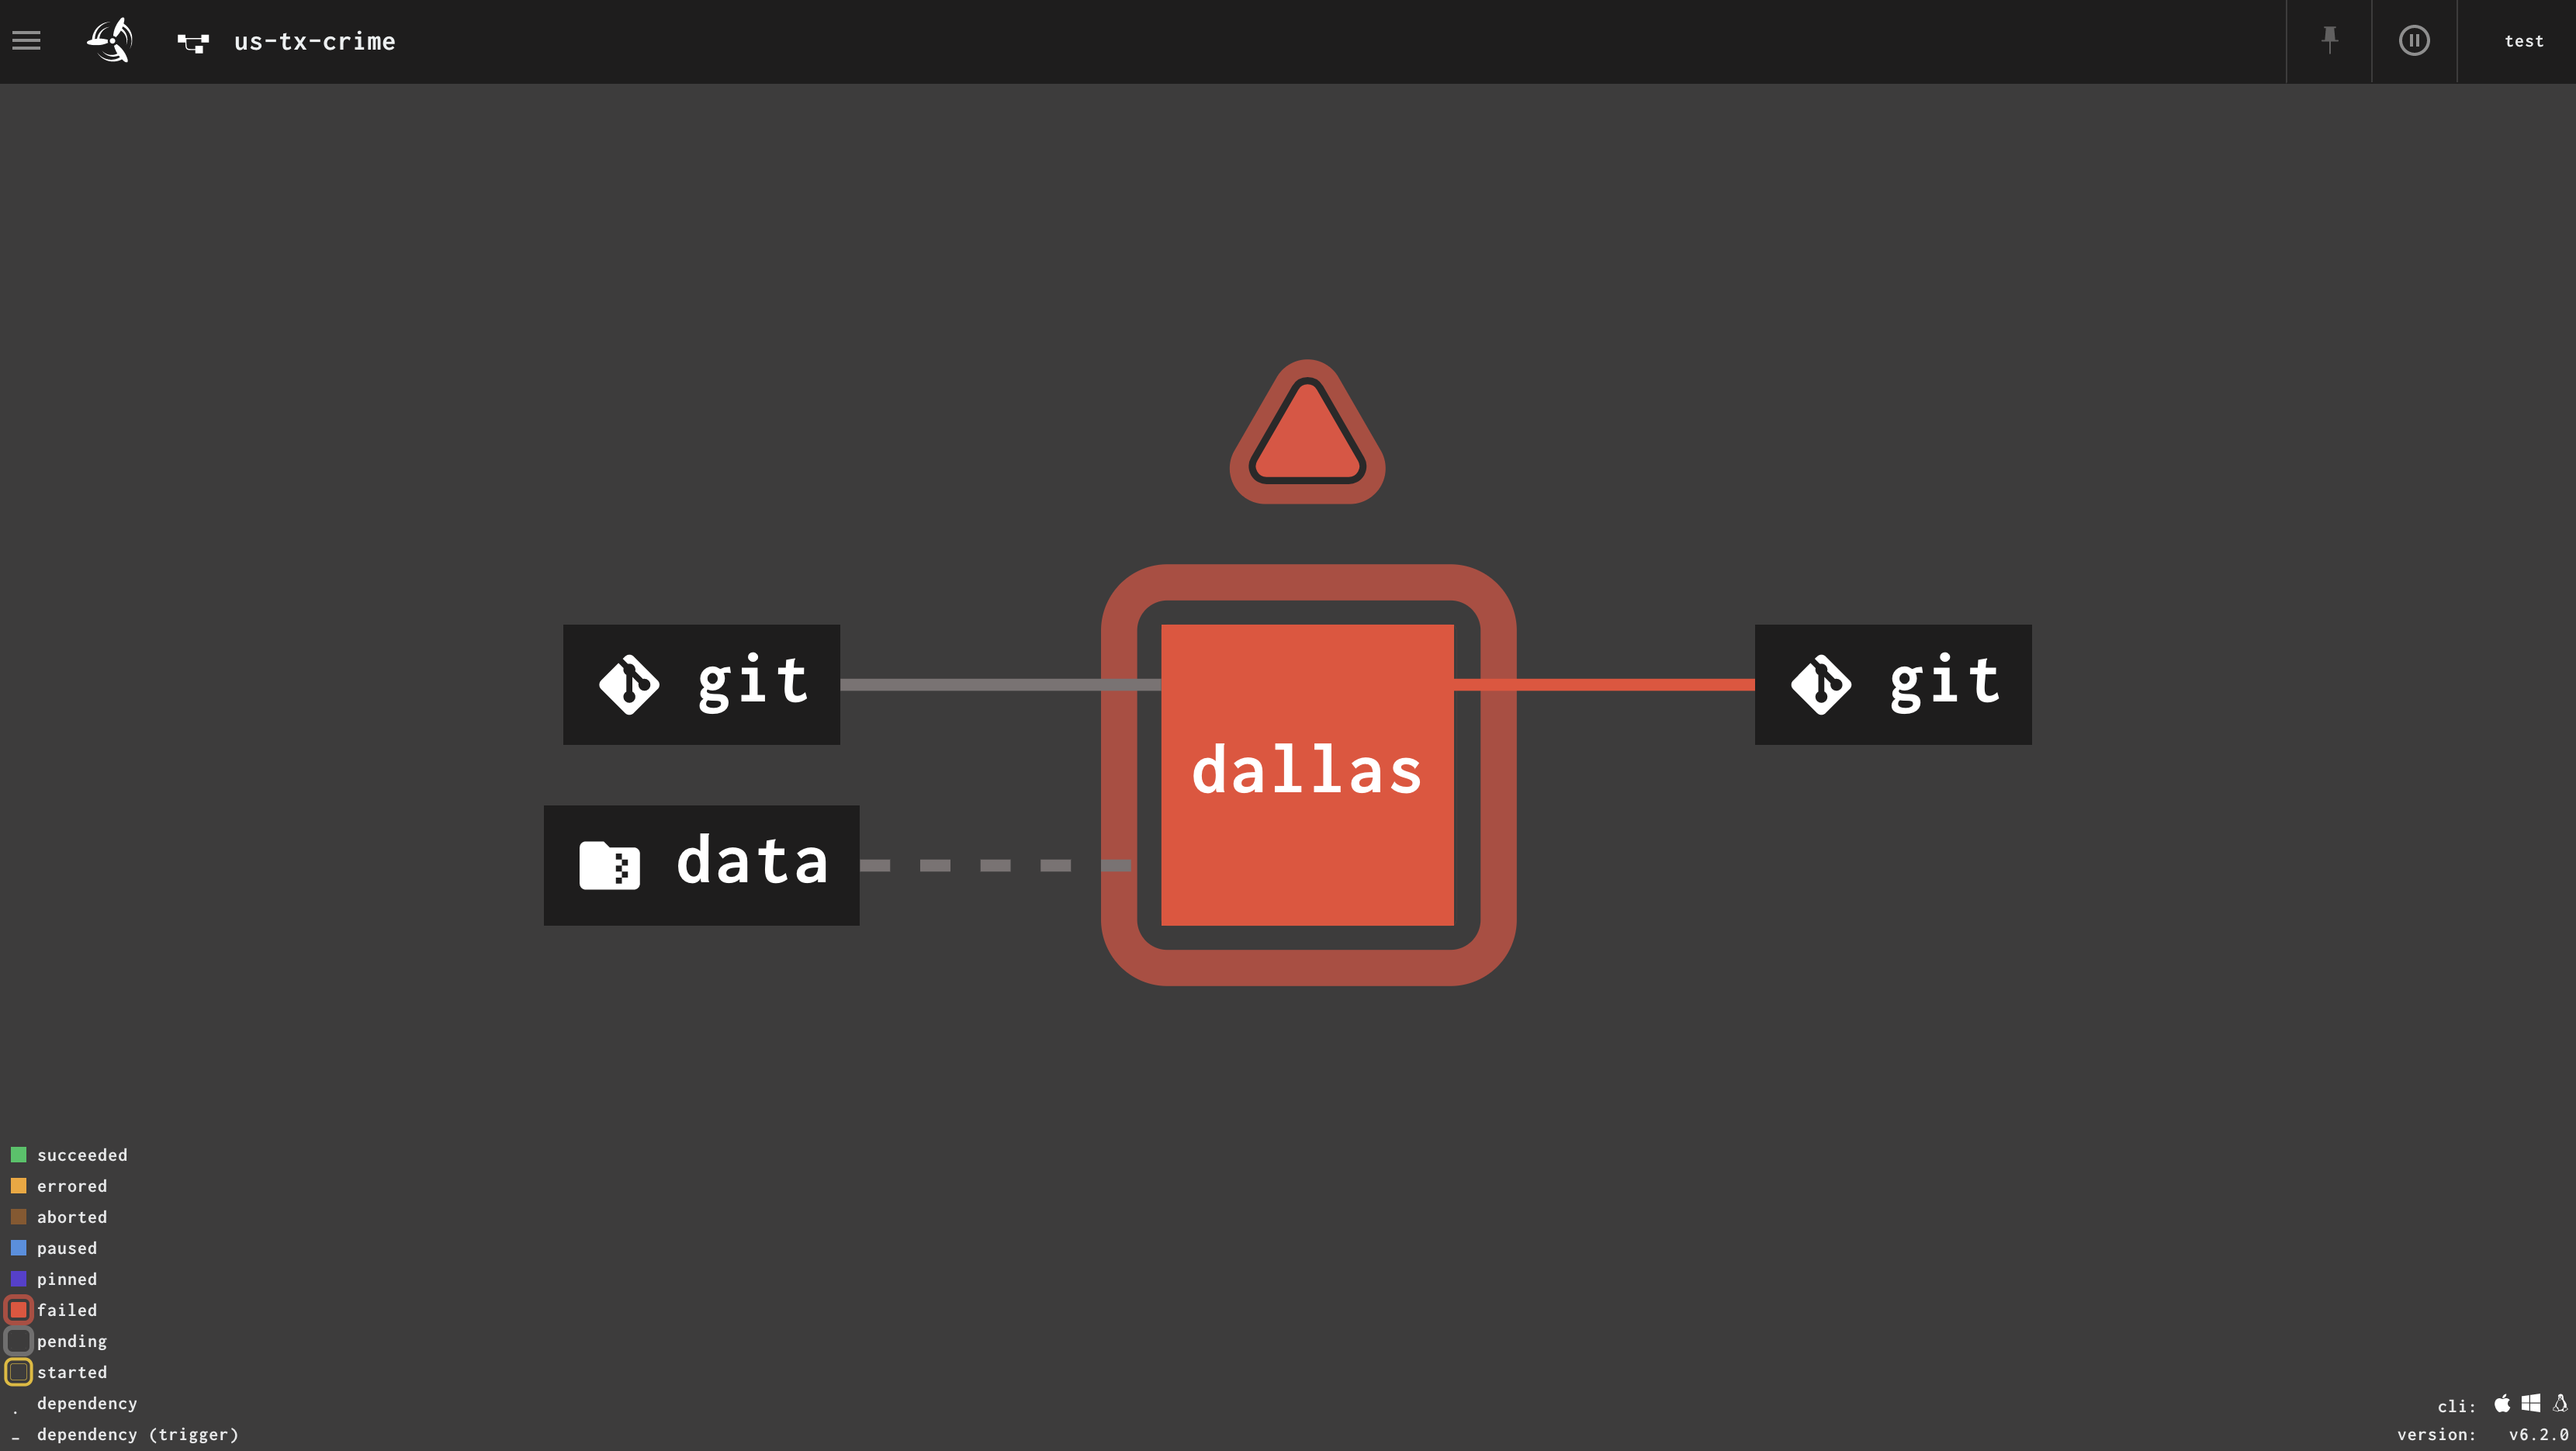 us-tx-crime
test
git
git
dallas
data
succeeded
errored
aborted
paused
pinned
failed
pending
started
dependency
dependency (trigger)
cli:
version: v6.2.0